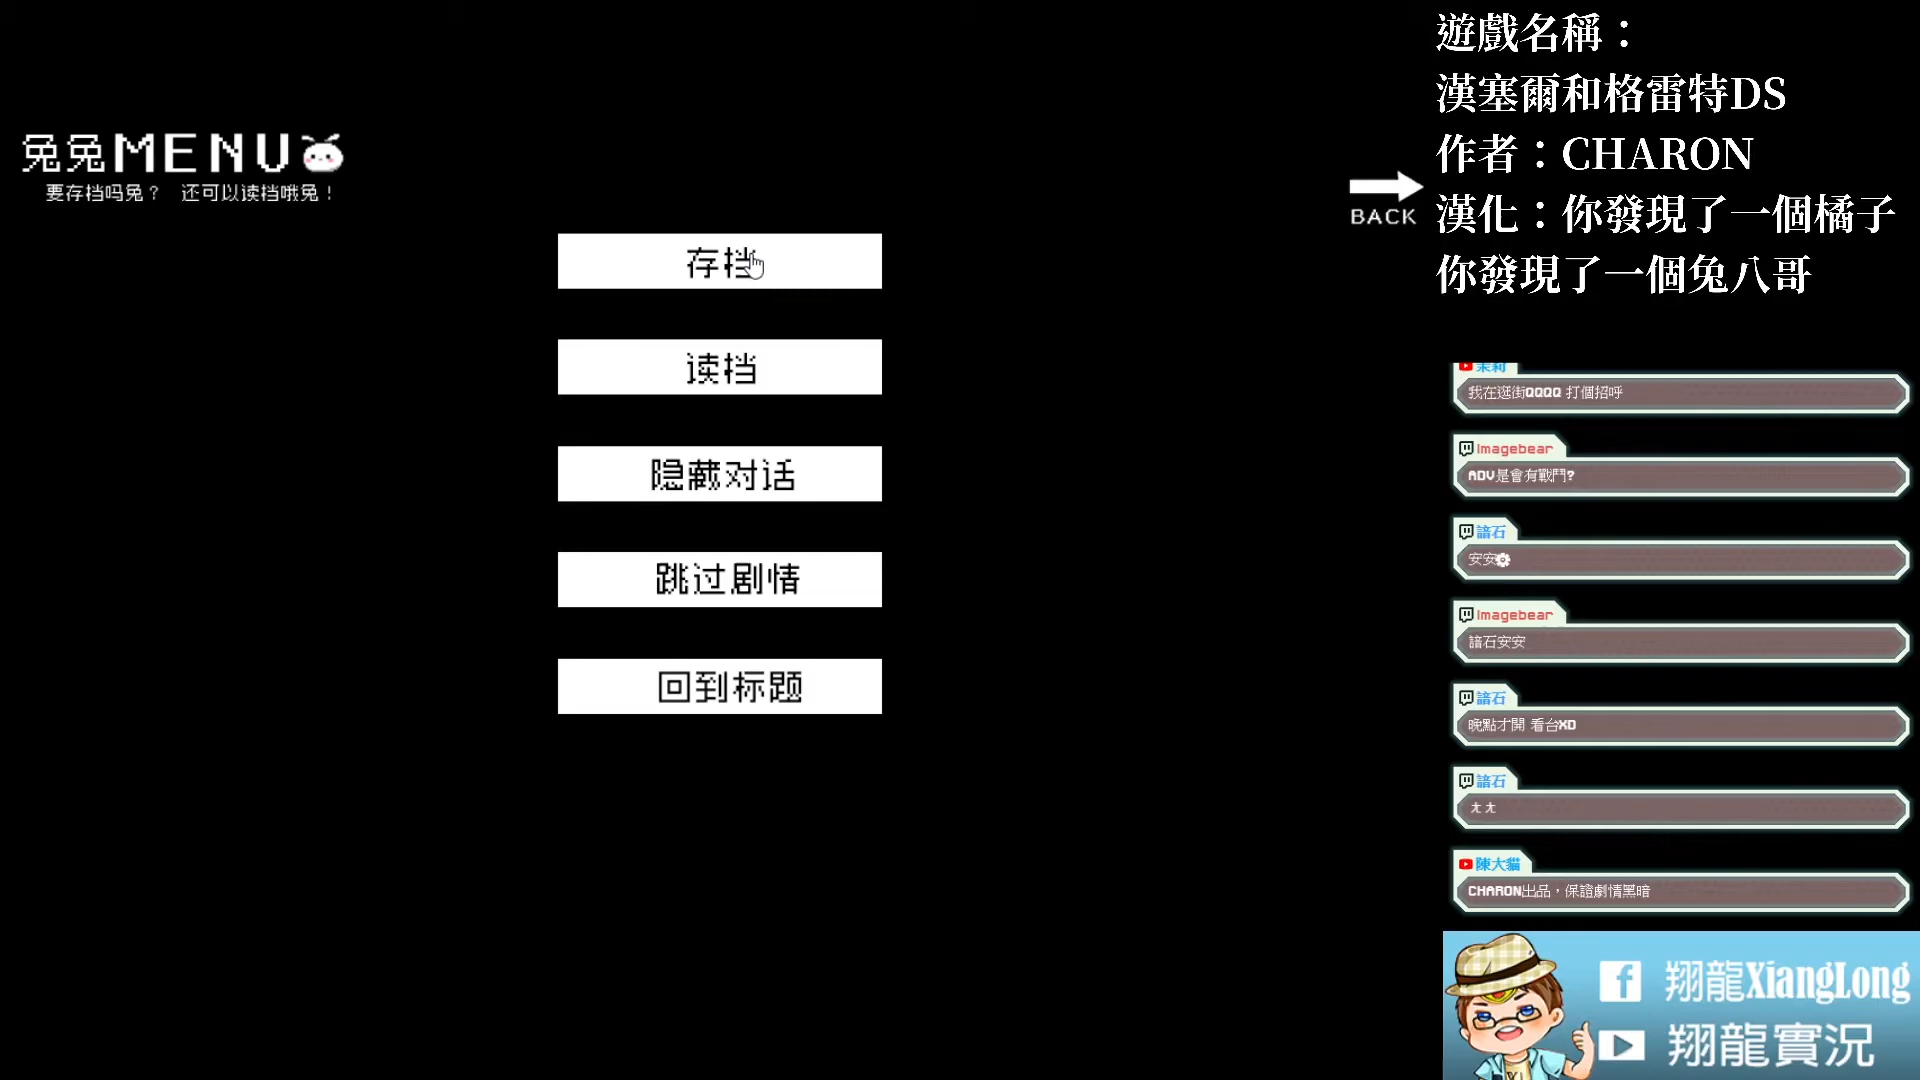 兔兔MENU
要存挡吗兔？ 还可以读挡哦兔！
存挡
读挡
隐藏对话
跳过剧情
回到标题
BACK
遊戲名稱：
漢塞爾和格雷特DS
作者：CHARON
漢化：你發現了一個橘子
你發現了一個兔八哥
茉莉
我在逛街QQQQ 打個招呼
Imagebear
ADV是會有戰鬥?
諳石
安安
Imagebear
諳石安安
諳石
晚點才開 看台XD
諳石
ㄤㄤ
陳大貓
CHARON出品，保證劇情黑暗
翔龍XiangLong
翔龍實況